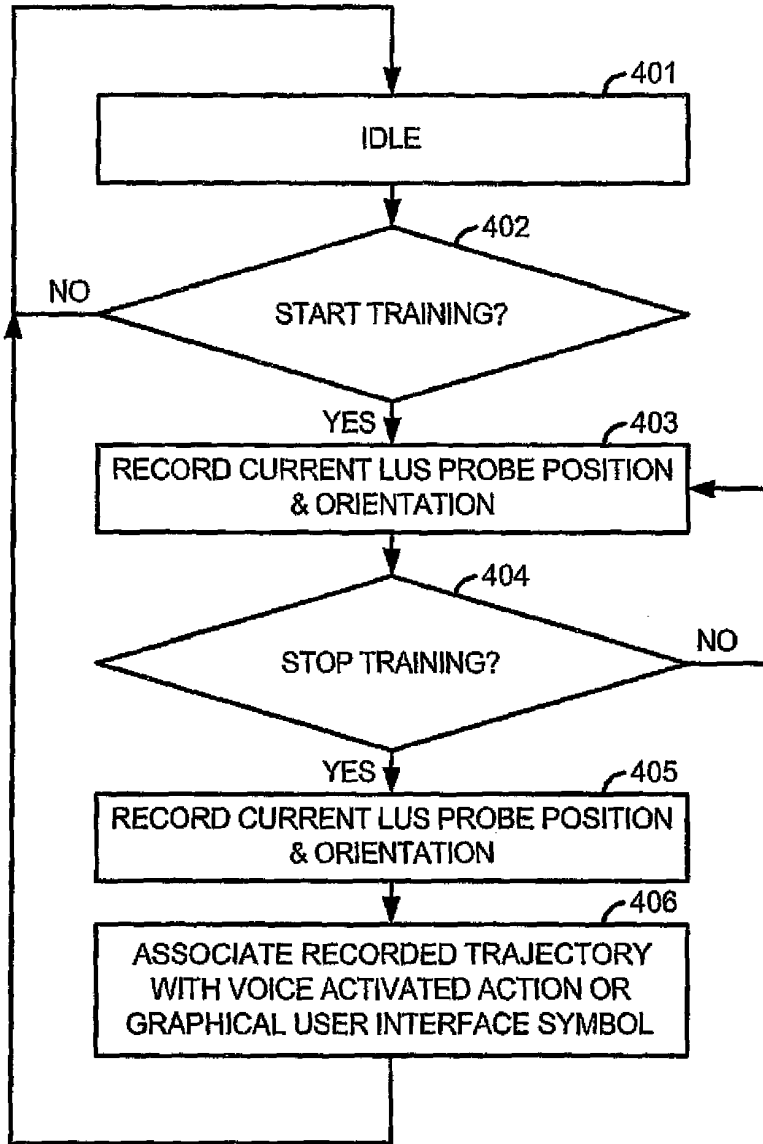 401
IDLE
402
NO
START TRAINING?
YES
403
RECORD CURRENT LUS PROBE POSITION
& ORIENTATION
404
NO
STOP TRAINING?
YES
405
RECORD CURRENT LUS PROBE POSITION
& ORIENTATION
406
ASSOCIATE RECORDED TRAJECTORY
WITH VOICE ACTIVATED ACTION OR
GRAPHICAL USER INTERFACE SYMBOL